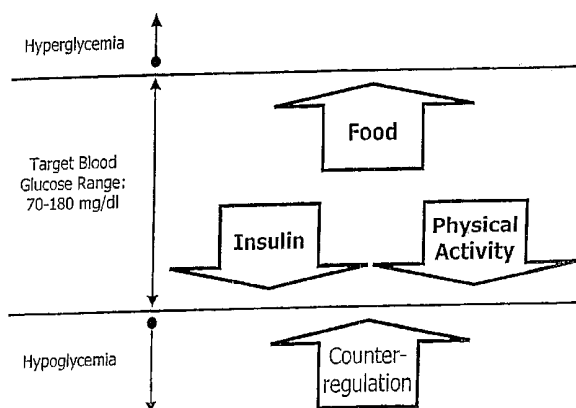 Hyperglycemia
Food
Target Blood
Glucose Range:
70-180 mg/dl
Insulin
Physical
Activity
Hypoglycemia
Counter-
regulation